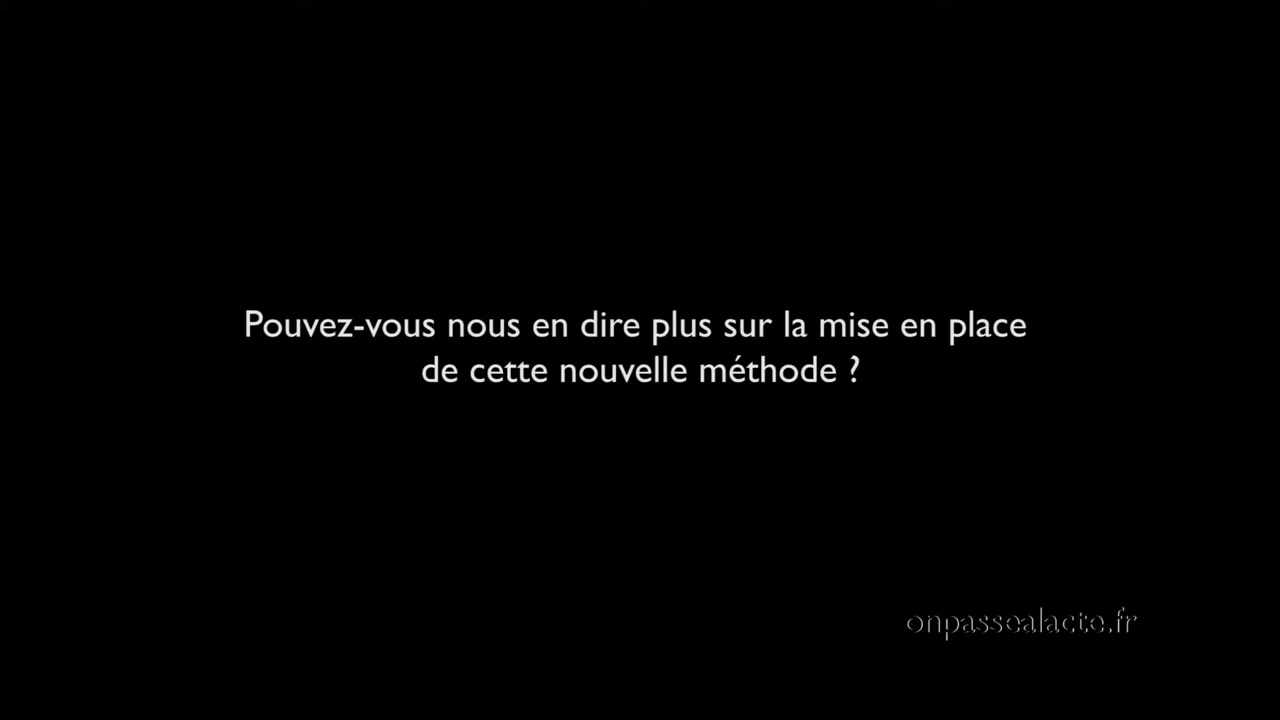 Pouvez-vous nous en dire plus sur la mise en place
de cette nouvelle méthode ?
onpassealacte.fr